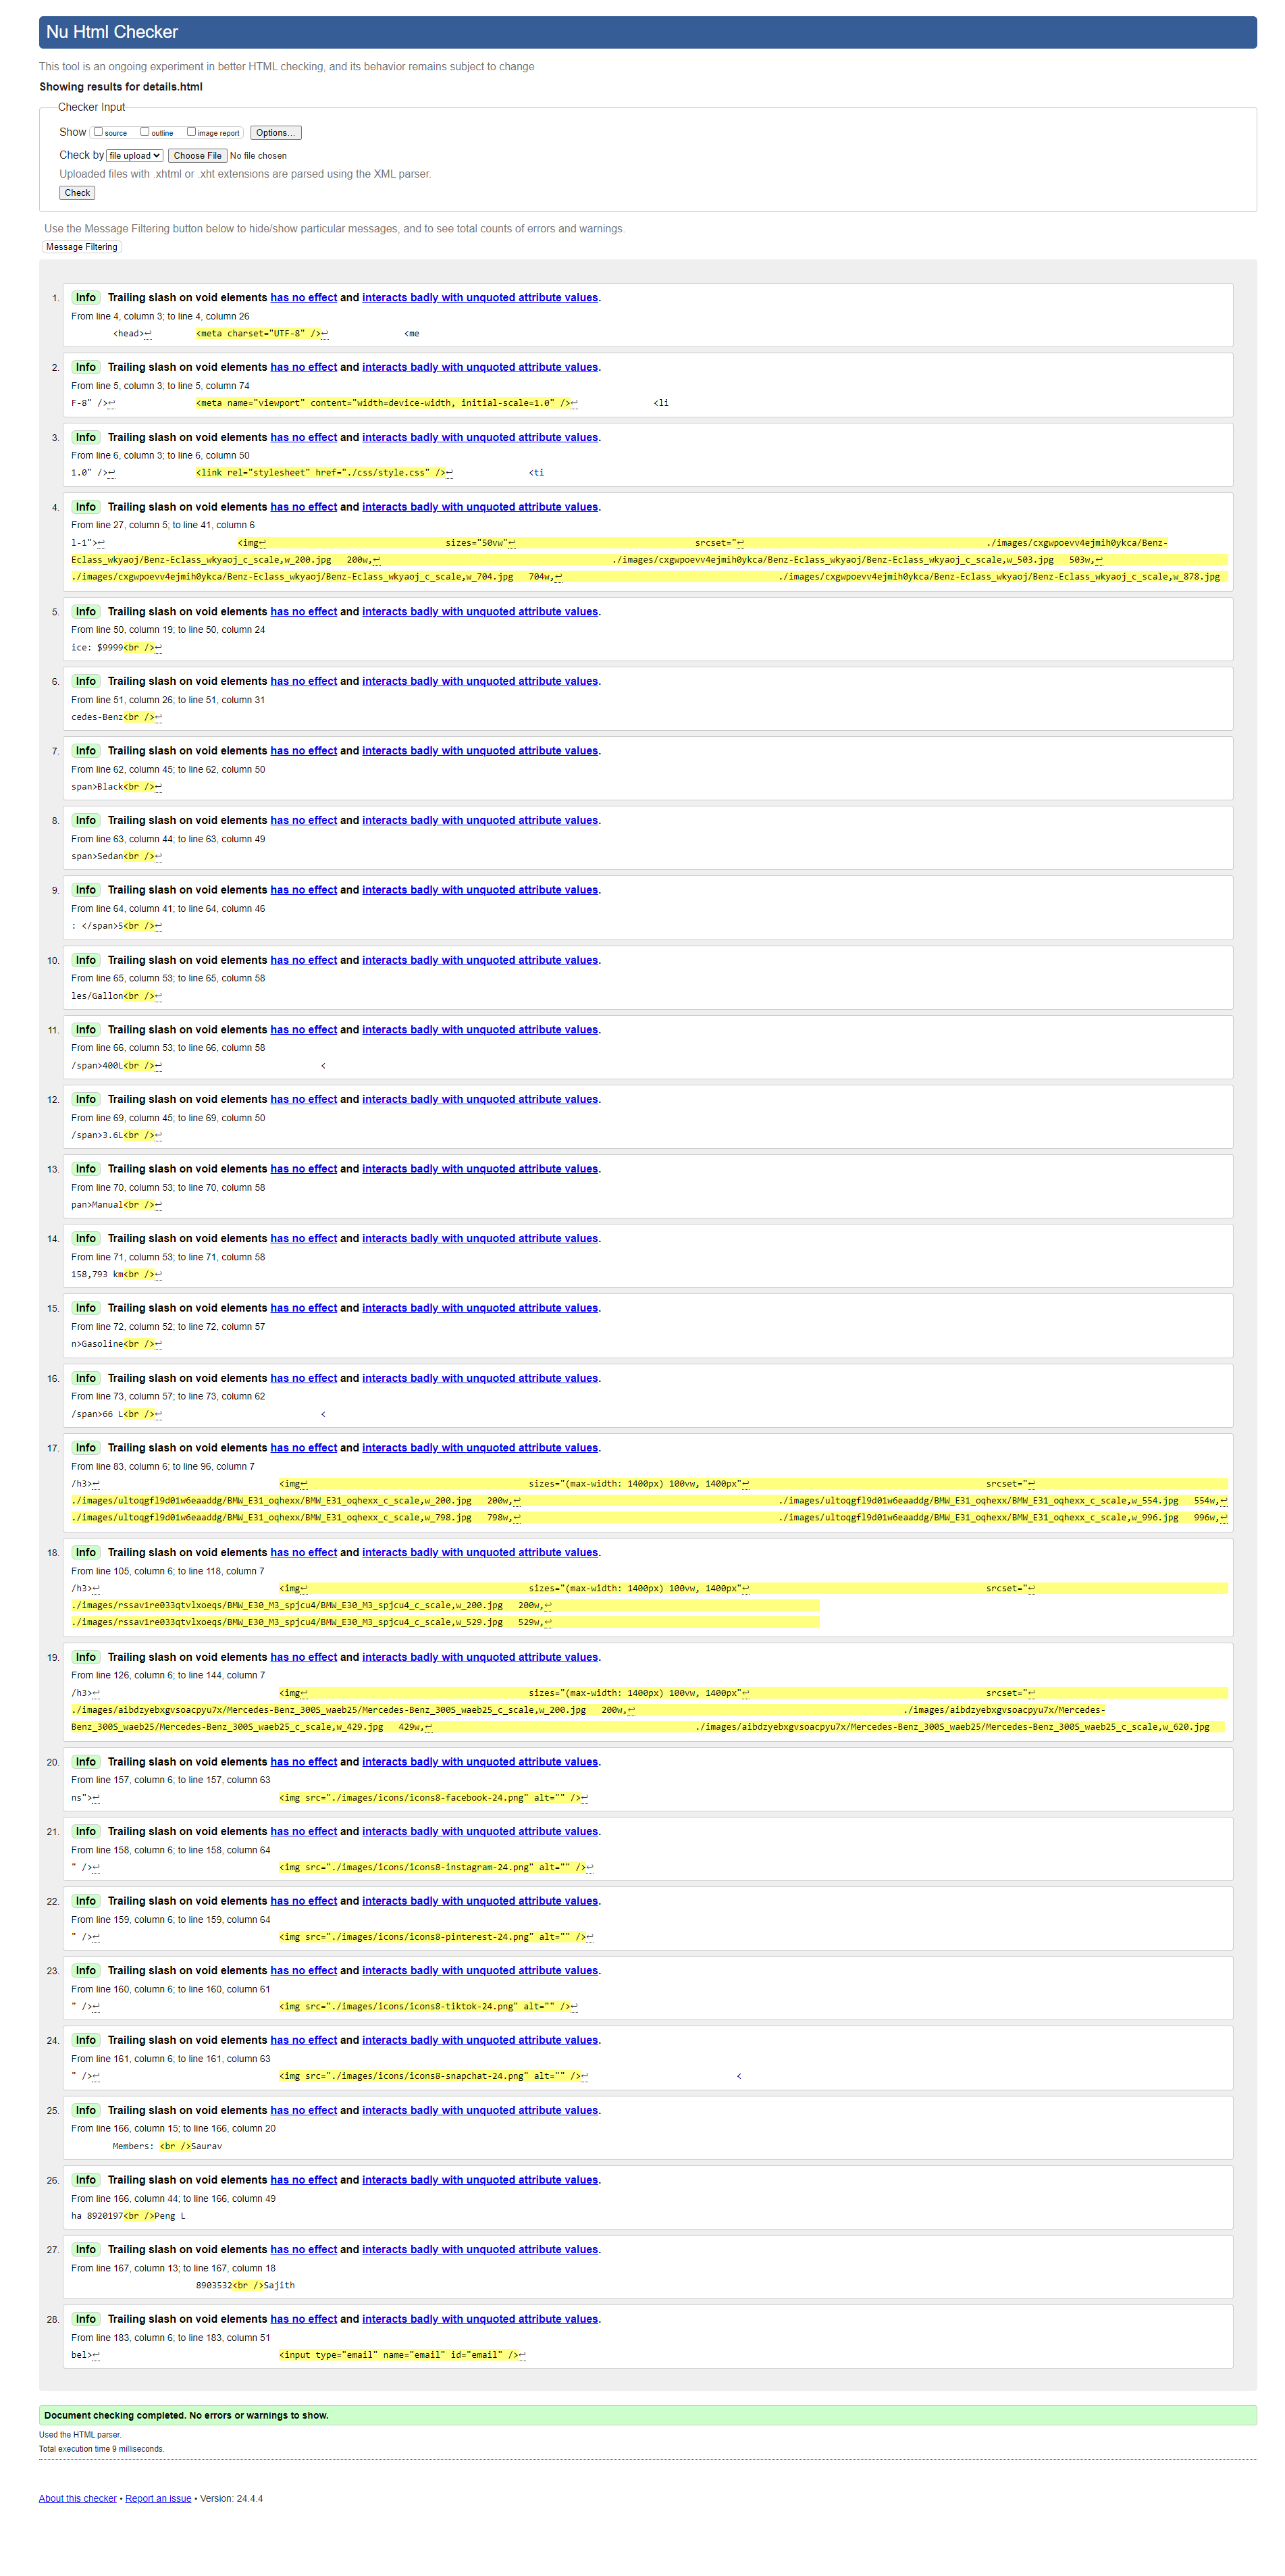 Nu Html Checker
This tool is an ongoing experiment in better HTML checking, and its behavior remains subject to change
Showing results for details.html
Checker Input
Show source outline image report Options...
Check by file upload Choose File No file chosen
Uploaded files with .xhtml or .xht extensions are parsed using the XML parser.
Check
Use the Message Filtering button below to hide/show particular messages, and to see total counts of errors and warnings.
Message Filtering
1. Info Trailing slash on void elements has no effect and interacts badly with unquoted attribute values.
From line 4, column 3; to line 4, column 26
<head>↩ <meta charset="UTF-8" />↩ <me
2. Info Trailing slash on void elements has no effect and interacts badly with unquoted attribute values.
From line 5, column 3; to line 5, column 74
F-8" />↩ <meta name="viewport" content="width=device-width, initial-scale=1.0" />↩ <li
3. Info Trailing slash on void elements has no effect and interacts badly with unquoted attribute values.
From line 6, column 3; to line 6, column 50
1.0" />↩ <link rel="stylesheet" href="./css/style.css" />↩ <ti
4. Info Trailing slash on void elements has no effect and interacts badly with unquoted attribute values.
From line 27, column 5; to line 41, column 6
l-1">↩ <img↩ sizes="50vw"↩ srcset="↩ ./images/cxgwpoevv4ejmih0ykca/Benz-
Eclass_wkyaoj/Benz-Eclass_wkyaoj_c_scale,w_200.jpg 200w,↩ ./images/cxgwpoevv4ejmih0ykca/Benz-Eclass_wkyaoj/Benz-Eclass_wkyaoj_c_scale,w_503.jpg 503w,↩
./images/cxgwpoevv4ejmih0ykca/Benz-Eclass_wkyaoj/Benz-Eclass_wkyaoj_c_scale,w_704.jpg 704w,↩ ./images/cxgwpoevv4ejmih0ykca/Benz-Eclass_wkyaoj/Benz-Eclass_wkyaoj_c_scale,w_878.jpg
5. Info Trailing slash on void elements has no effect and interacts badly with unquoted attribute values.
From line 50, column 19; to line 50, column 24
ice: $9999<br />↩
6. Info Trailing slash on void elements has no effect and interacts badly with unquoted attribute values.
From line 51, column 26; to line 51, column 31
cedes-Benz<br />↩
7. Info Trailing slash on void elements has no effect and interacts badly with unquoted attribute values.
From line 62, column 45; to line 62, column 50
span>Black<br />↩
8. Info Trailing slash on void elements has no effect and interacts badly with unquoted attribute values.
From line 63, column 44; to line 63, column 49
span>Sedan<br />↩
9. Info Trailing slash on void elements has no effect and interacts badly with unquoted attribute values.
From line 64, column 41; to line 64, column 46
: </span>5<br />↩
10. Info Trailing slash on void elements has no effect and interacts badly with unquoted attribute values.
From line 65, column 53; to line 65, column 58
les/Gallon<br />↩
11. Info Trailing slash on void elements has no effect and interacts badly with unquoted attribute values.
From line 66, column 53; to line 66, column 58
/span>400L<br />↩ <
12. Info Trailing slash on void elements has no effect and interacts badly with unquoted attribute values.
From line 69, column 45; to line 69, column 50
/span>3.6L<br />↩
13. Info Trailing slash on void elements has no effect and interacts badly with unquoted attribute values.
From line 70, column 53; to line 70, column 58
pan>Manual<br />↩
14. Info Trailing slash on void elements has no effect and interacts badly with unquoted attribute values.
From line 71, column 53; to line 71, column 58
158,793 km<br />↩
15. Info Trailing slash on void elements has no effect and interacts badly with unquoted attribute values.
From line 72, column 52; to line 72, column 57
n>Gasoline<br />↩
16. Info Trailing slash on void elements has no effect and interacts badly with unquoted attribute values.
From line 73, column 57; to line 73, column 62
/span>66 L<br />↩ <
17. Info Trailing slash on void elements has no effect and interacts badly with unquoted attribute values.
From line 83, column 6; to line 96, column 7
/h3>↩ <img↩ sizes="(max-width: 1400px) 100vw, 1400px"↩ srcset="↩
./images/ultoqgfl9d01w6eaaddg/BMW_E31_oqhexx/BMW_E31_oqhexx_c_scale,w_200.jpg 200w,↩ ./images/ultoqgfl9d01w6eaaddg/BMW_E31_oqhexx/BMW_E31_oqhexx_c_scale,w_554.jpg 554w,↩
./images/ultoqgfl9d01w6eaaddg/BMW_E31_oqhexx/BMW_E31_oqhexx_c_scale,w_798.jpg 798w,↩ ./images/ultoqgfl9d01w6eaaddg/BMW_E31_oqhexx/BMW_E31_oqhexx_c_scale,w_996.jpg 996w,↩
18. Info Trailing slash on void elements has no effect and interacts badly with unquoted attribute values.
From line 105, column 6; to line 118, column 7
/h3>↩ <img↩ sizes="(max-width: 1400px) 100vw, 1400px"↩ srcset="↩
./images/rssav1re033qtvlxoeqs/BMW_E30_M3_spjcu4/BMW_E30_M3_spjcu4_c_scale,w_200.jpg 200w,↩
./images/rssav1re033qtvlxoeqs/BMW_E30_M3_spjcu4/BMW_E30_M3_spjcu4_c_scale,w_529.jpg 529w,↩
19. Info Trailing slash on void elements has no effect and interacts badly with unquoted attribute values.
From line 126, column 6; to line 144, column 7
/h3>↩ <img↩ sizes="(max-width: 1400px) 100vw, 1400px"↩ srcset="↩
./images/aibdzyebxgvsoacpyu7x/Mercedes-Benz_300S_waeb25/Mercedes-Benz_300S_waeb25_c_scale,w_200.jpg 200w,↩ ./images/aibdzyebxgvsoacpyu7x/Mercedes-
Benz_300S_waeb25/Mercedes-Benz_300S_waeb25_c_scale,w_429.jpg 429w,↩ ./images/aibdzyebxgvsoacpyu7x/Mercedes-Benz_300S_waeb25/Mercedes-Benz_300S_waeb25_c_scale,w_620.jpg
20. Info Trailing slash on void elements has no effect and interacts badly with unquoted attribute values.
From line 157, column 6; to line 157, column 63
ns">↩ <img src="./images/icons/icons8-facebook-24.png" alt="" />↩
21. Info Trailing slash on void elements has no effect and interacts badly with unquoted attribute values.
From line 158, column 6; to line 158, column 64
" />↩ <img src="./images/icons/icons8-instagram-24.png" alt="" />↩
22. Info Trailing slash on void elements has no effect and interacts badly with unquoted attribute values.
From line 159, column 6; to line 159, column 64
" />↩ <img src="./images/icons/icons8-pinterest-24.png" alt="" />↩
23. Info Trailing slash on void elements has no effect and interacts badly with unquoted attribute values.
From line 160, column 6; to line 160, column 61
" />↩ <img src="./images/icons/icons8-tiktok-24.png" alt="" />↩
24. Info Trailing slash on void elements has no effect and interacts badly with unquoted attribute values.
From line 161, column 6; to line 161, column 63
" />↩ <img src="./images/icons/icons8-snapchat-24.png" alt="" />↩ <
25. Info Trailing slash on void elements has no effect and interacts badly with unquoted attribute values.
From line 166, column 15; to line 166, column 20
Members: <br />Saurav
26. Info Trailing slash on void elements has no effect and interacts badly with unquoted attribute values.
From line 166, column 44; to line 166, column 49
ha 8920197<br />Peng L
27. Info Trailing slash on void elements has no effect and interacts badly with unquoted attribute values.
From line 167, column 13; to line 167, column 18
8903532<br />Sajith
28. Info Trailing slash on void elements has no effect and interacts badly with unquoted attribute values.
From line 183, column 6; to line 183, column 51
bel>↩ <input type="email" name="email" id="email" />↩
Document checking completed. No errors or warnings to show.
Used the HTML parser.
Total execution time 9 milliseconds.
About this checker • Report an issue • Version: 24.4.4